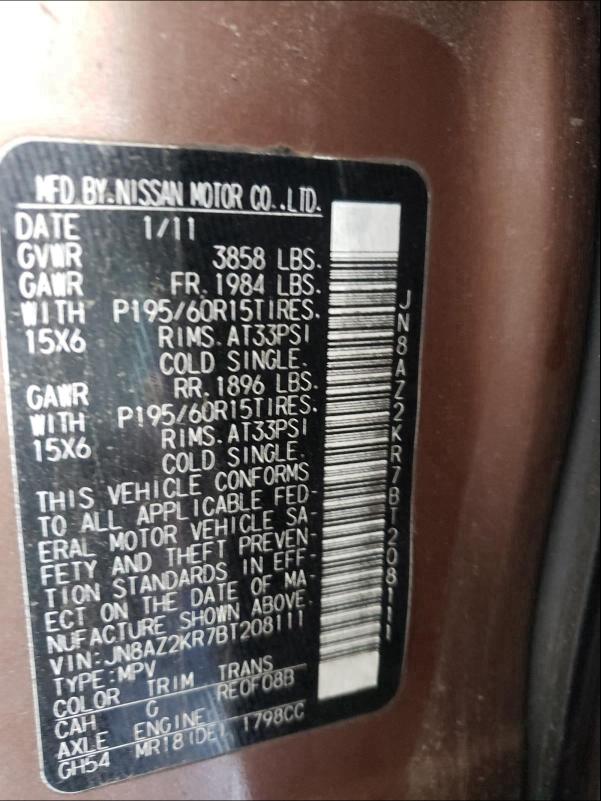 MFD BY.NISSAN MOTOR CO.,LTD.
DATE 1/11
GVWR 3858 LBS.
GAWR FR. 1984 LBS.
WITH P195/60R15TIRES.
15X6 RIMS. AT33PSI
COLD SINGLE.
GAWR RR. 1896 LBS.
WITH P195/60R15TIRES.
15X6 RIMS. AT33PSI
COLD SINGLE.
THIS VEHICLE CONFORMS
TO ALL APPLICABLE FED-
ERAL MOTOR VEHICLE SA-
FETY AND THEFT PREVEN-
TION STANDARDS IN EFF-
ECT ON THE DATE OF MA-
NUFACTURE SHOWN ABOVE.
VIN:JN8AZ2KR7BT208111
TYPE:MPV
COLOR TRIM TRANS
CAH G RE0F08B
AXLE ENGINE
GH54 MR18(DE) 1798CC
JN8AZ2KR7BT208111